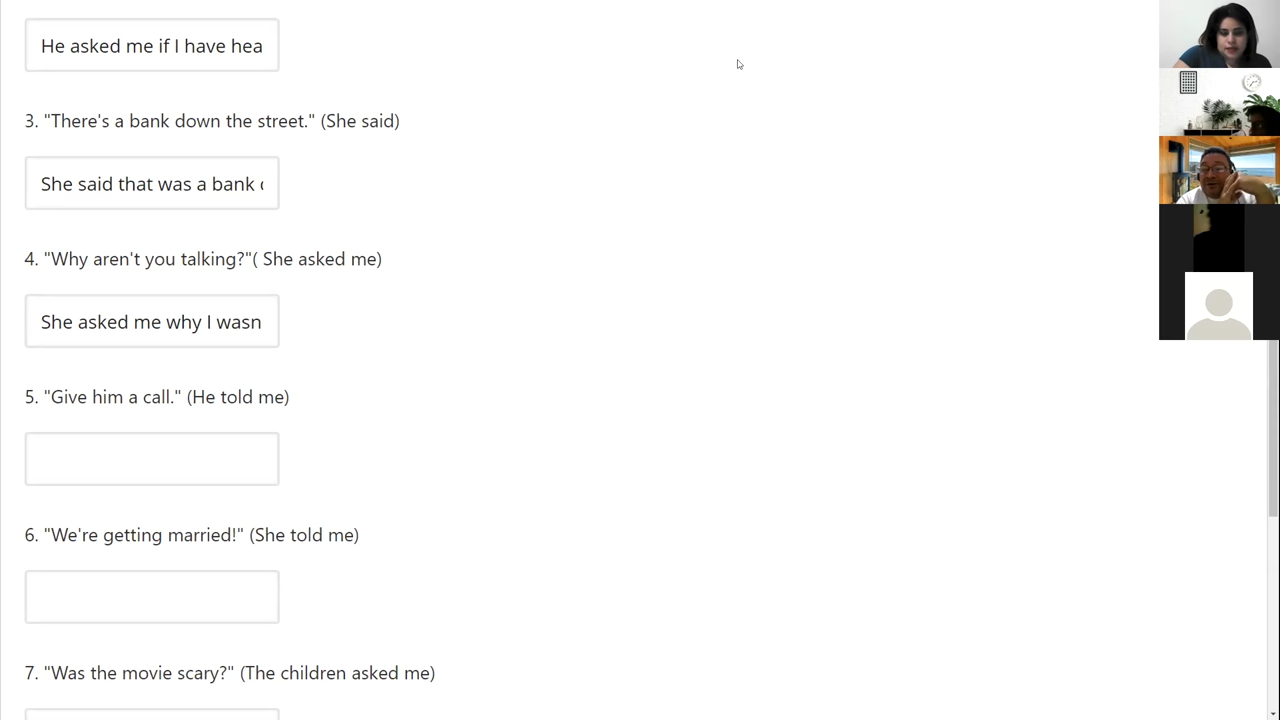 He asked me if I have hea
3. "There's a bank down the street." (She said)
She said that was a bank
4. "Why aren't you talking?"( She asked me)
She asked me why I wasn
5. "Give him a call." (He told me)
6. "We're getting married!" (She told me)
7. "Was the movie scary?" (The children asked me)